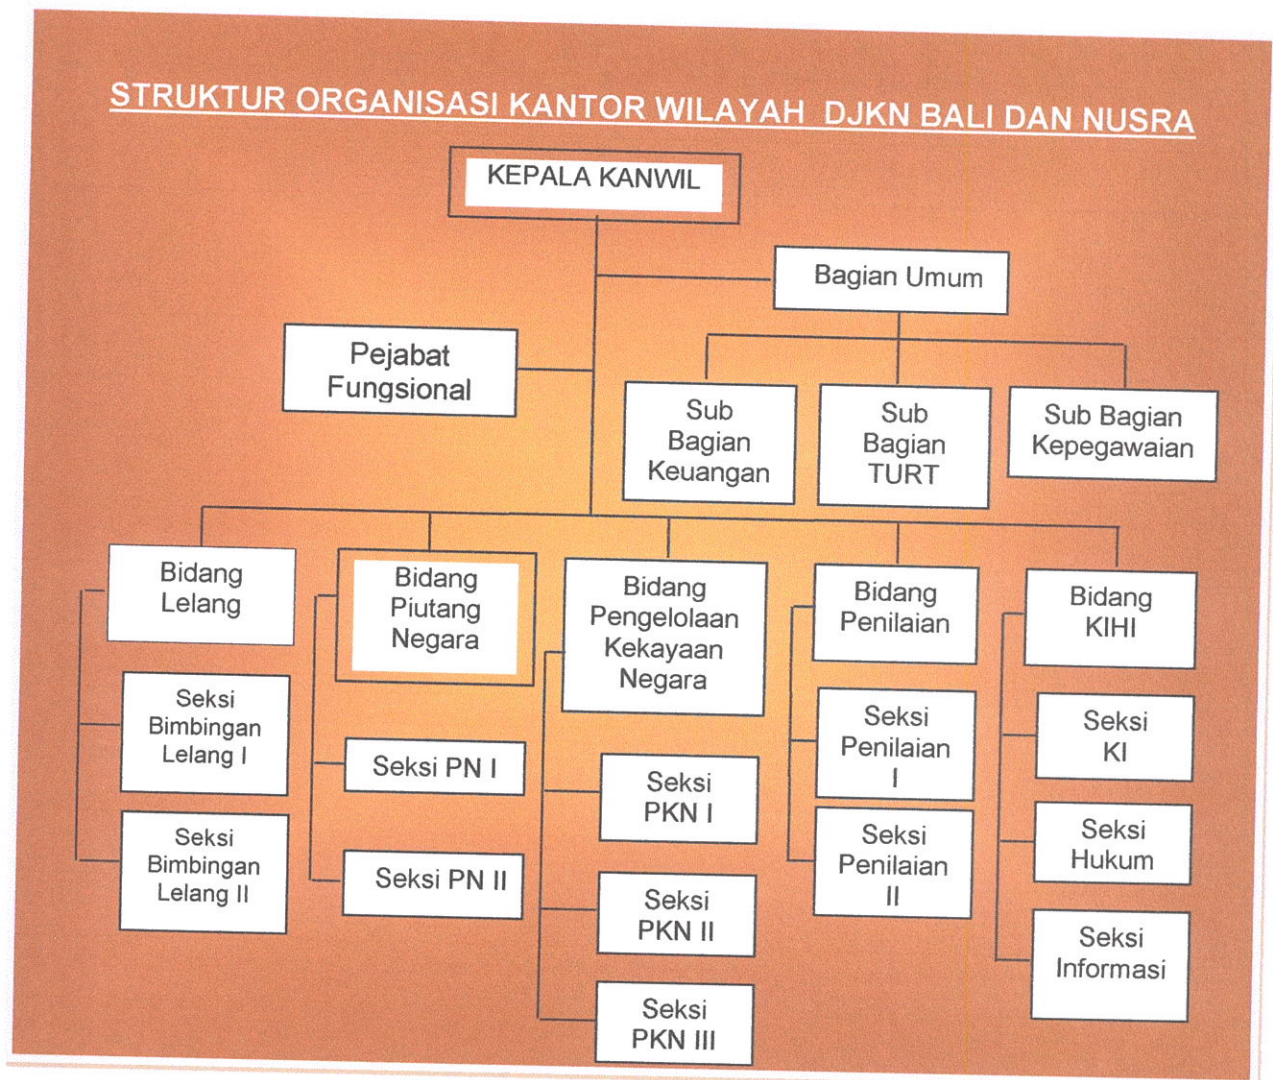 STRUKTUR ORGANISASI KANTOR WILAYAH DJKN BALI DAN NUSRA
KEPALA KANWIL
Bagian Umum
Pejabat
Fungsional
Sub
Bagian
Keuangan
Sub
Bagian
TURT
Sub Bagian
Kepegawaian
Bidang
Lelang
Bidang
Piutang
Negara
Bidang
Pengelolaan
Kekayaan
Negara
Bidang
Penilaian
Bidang
KIHI
Seksi
Bimbingan
Lelang I
Seksi
Bimbingan
Lelang II
Seksi PN I
Seksi PN II
Seksi
PKN I
Seksi
PKN II
Seksi
PKN III
Seksi
Penilaian
I
Seksi
Penilaian
II
Seksi
KI
Seksi
Hukum
Seksi
Informasi